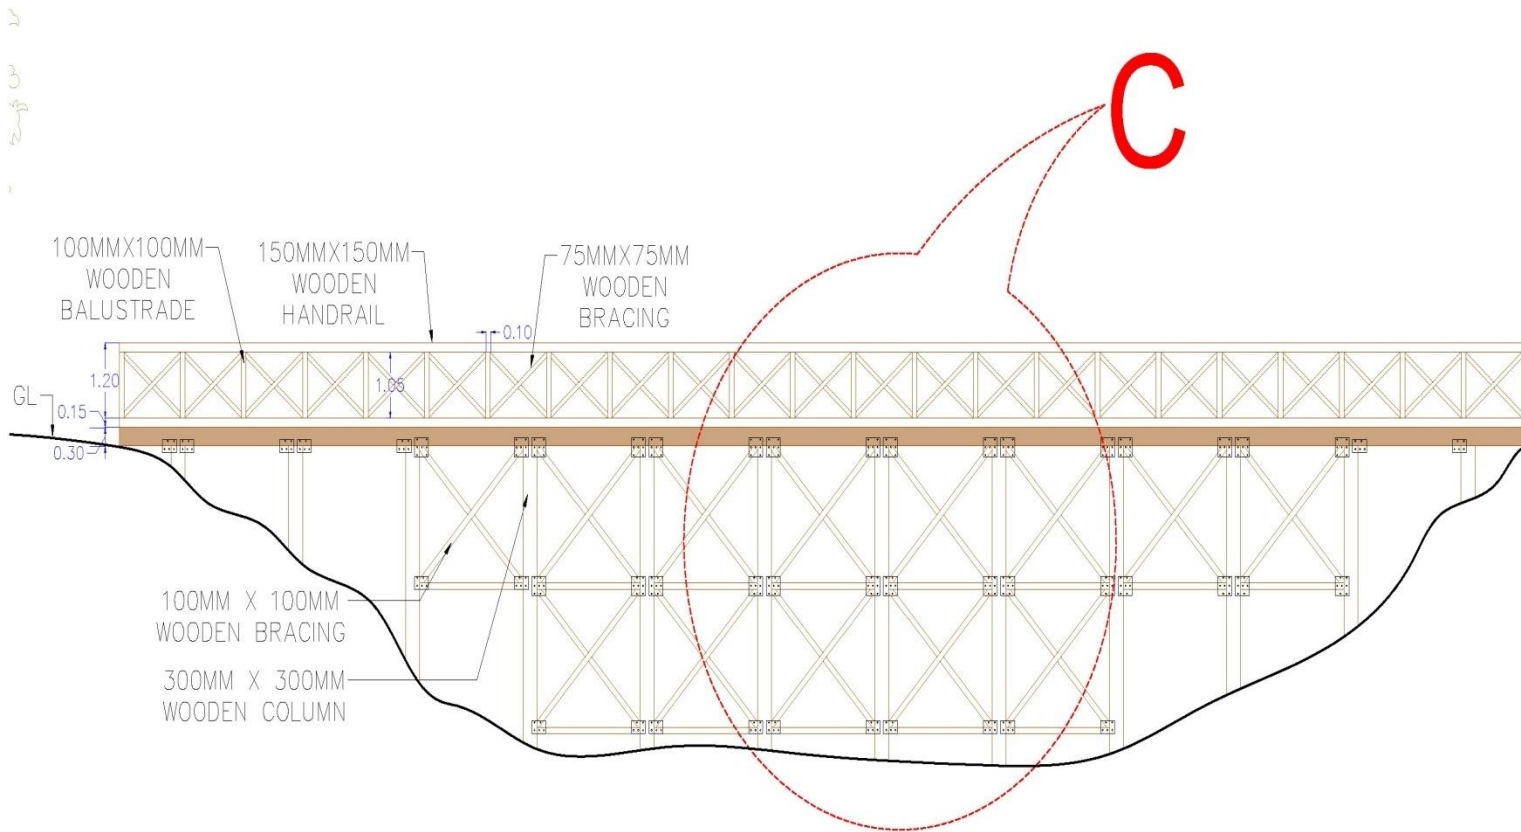 C
100MMX100MM
WOODEN
BALUSTRADE
150MMX150MM
WOODEN
HANDRAIL
75MMX75MM
WOODEN
BRACING
0.10
1.20
1.05
GL
0.15
0.30
100MM X 100MM
WOODEN BRACING
300MM X 300MM
WOODEN COLUMN